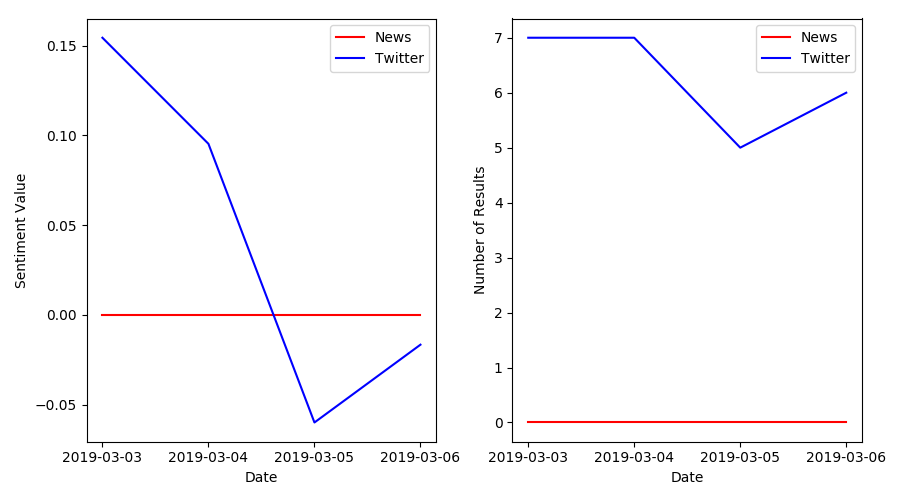 Sentiment Value
0.15
0.10
0.05
0.00
−0.05
2019-03-03 2019-03-04 2019-03-05 2019-03-06
Date
News
Twitter
Number of Results
7
6
5
4
3
2
1
0
2019-03-03 2019-03-04 2019-03-05 2019-03-06
Date
News
Twitter